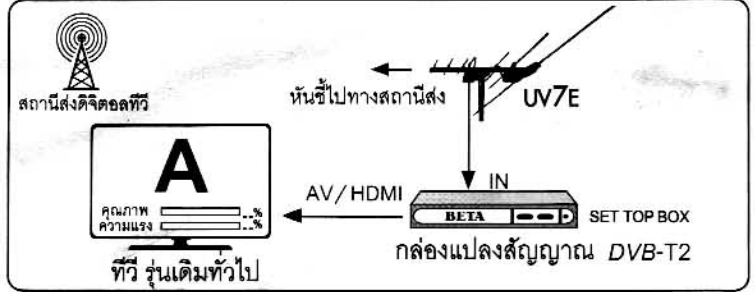 สถานีส่งดิจิตอลทีวี
หันชี้ไปทางสถานีส่ง
UV7E
A
คุณภาพ --%
ความแรง --%
AV/HDMI
IN
BETA
SET TOP BOX
ทีวี รุ่นเดิมทั่วไป
กล่องแปลงสัญญาณ DVB-T2